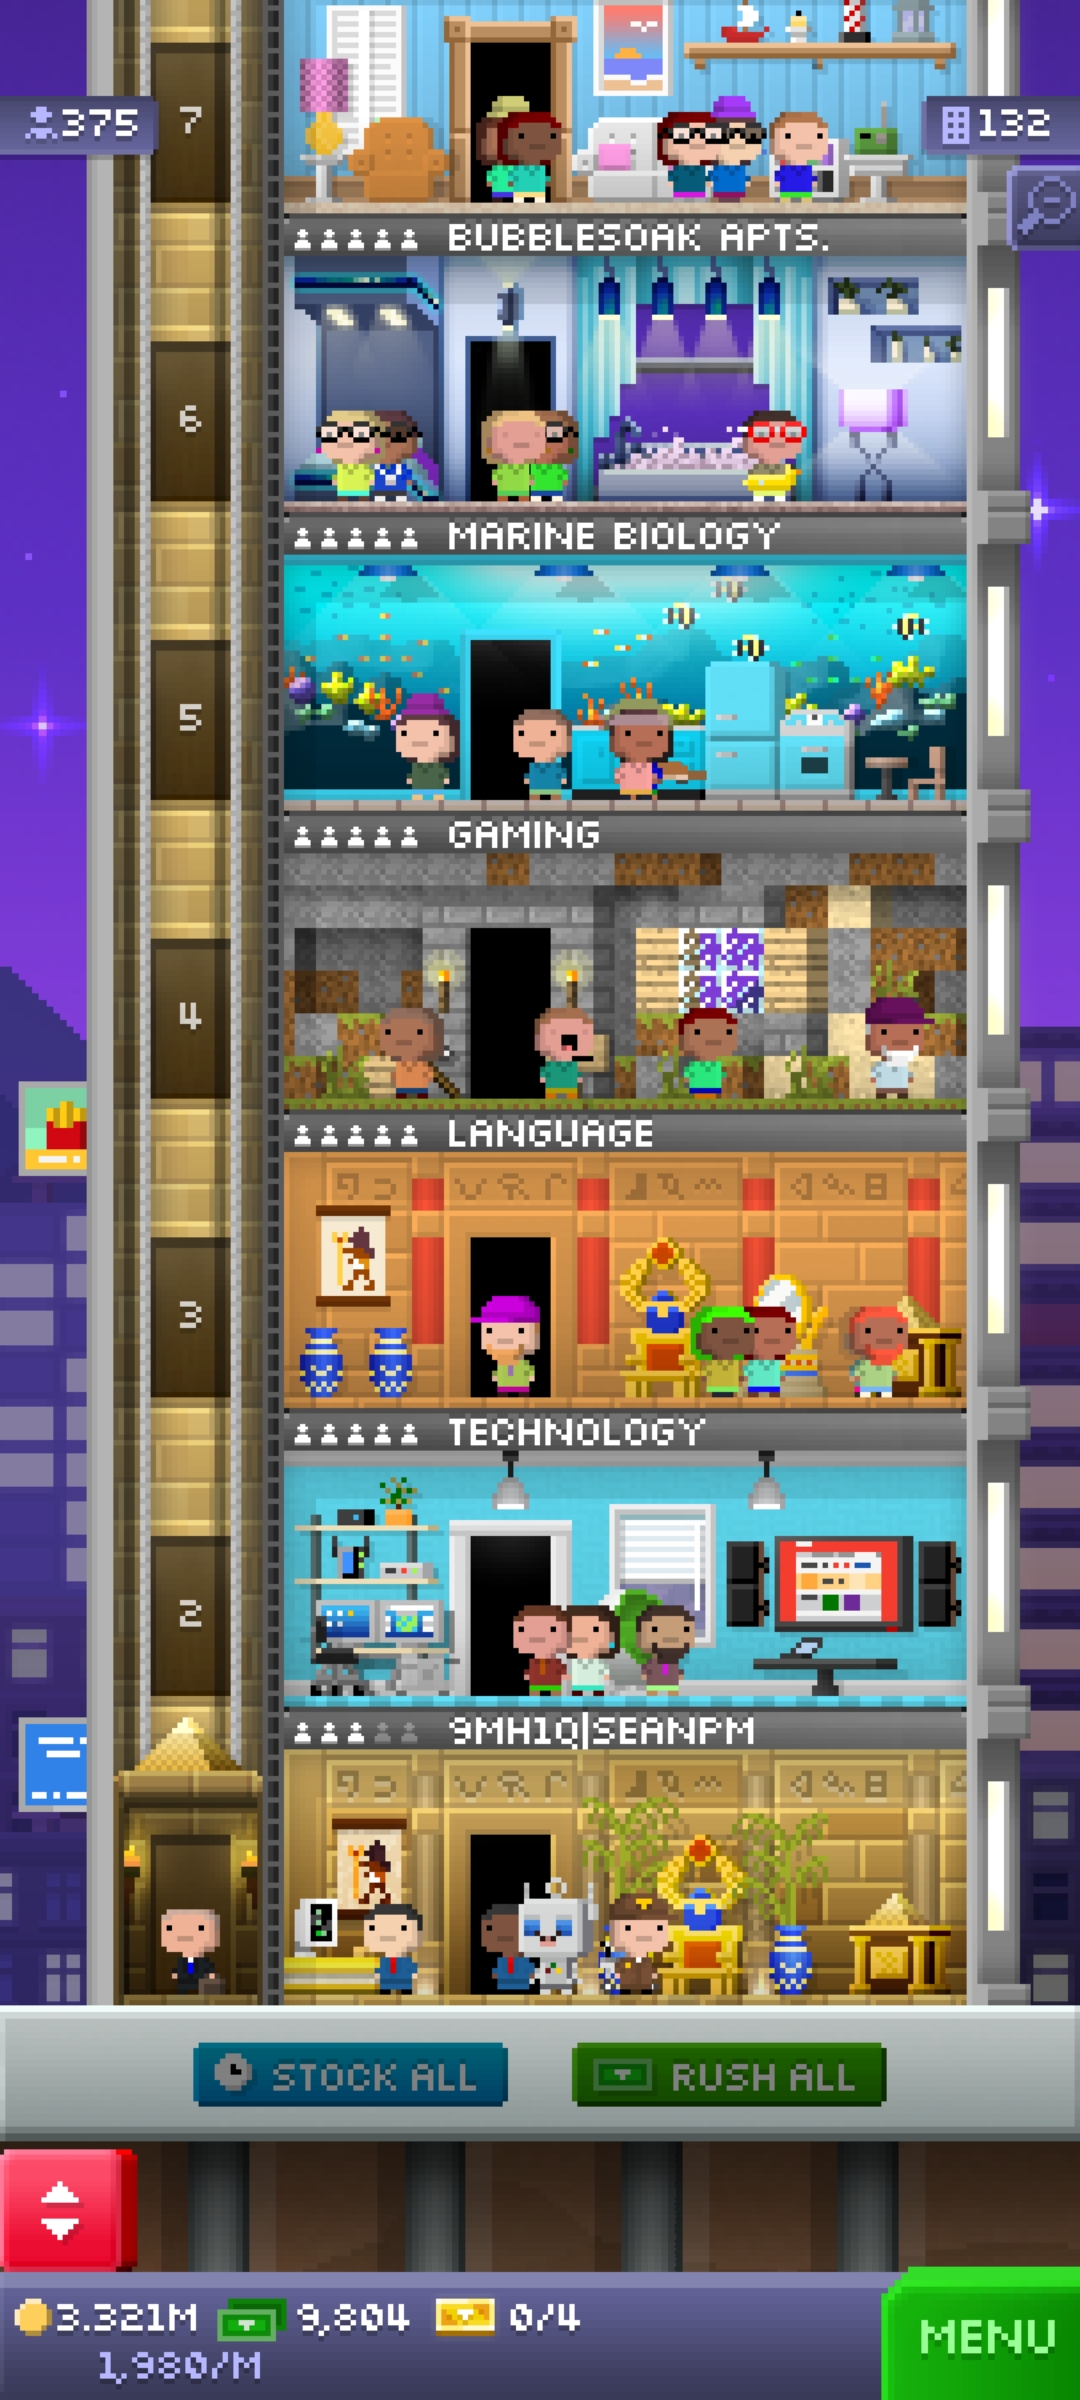 7
375
132
BUBBLESOAK APTS.
6
MARINE BIOLOGY
5
GAMING
4
LANGUAGE
3
TECHNOLOGY
2
9MH1Q|SEANPM
STOCK ALL
RUSH ALL
3.321M
9,804
0/4
1,980/M
MENU